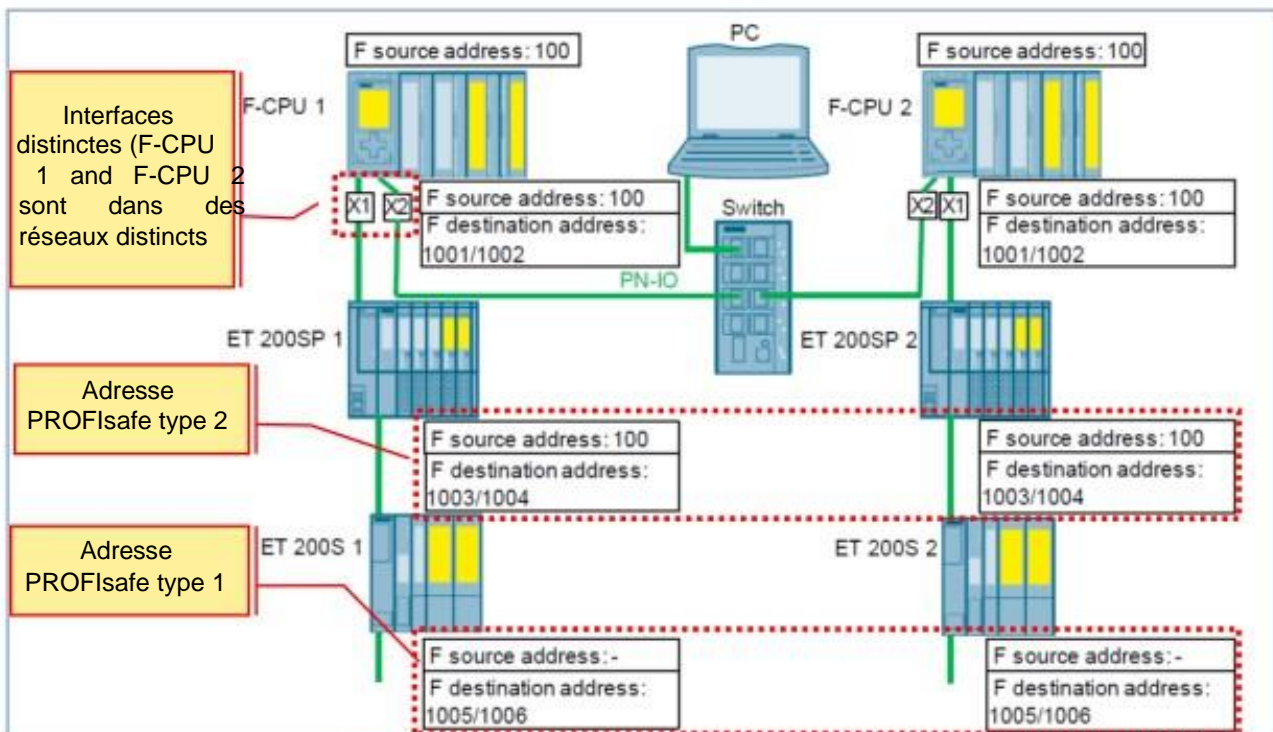 PC
F source address: 100
F source address: 100
Interfaces
distinctes (F-CPU
1 and F-CPU 2
sont dans des
réseaux distincts
F-CPU 1
F-CPU 2
X1
X2
F source address: 100
F destination address:
1001/1002
Switch
X2
X1
F source address: 100
F destination address:
1001/1002
PN-IO
ET 200SP 1
ET 200SP 2
Adresse
PROFIsafe type 2
F source address: 100
F destination address:
1003/1004
F source address: 100
F destination address:
1003/1004
Adresse
PROFIsafe type 1
ET 200S 1
ET 200S 2
F source address: -
F destination address:
1005/1006
F source address: -
F destination address:
1005/1006